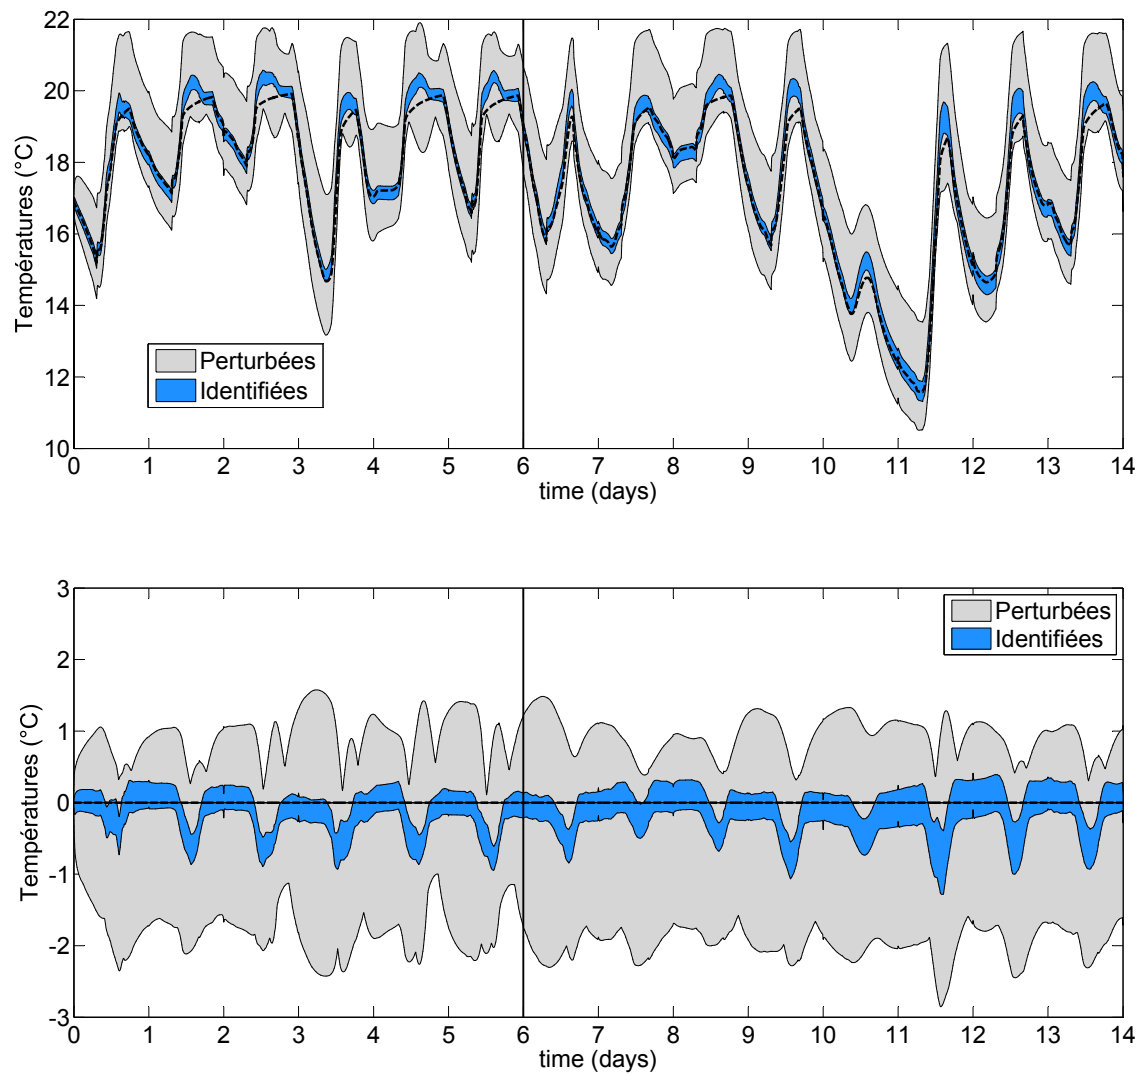 22
20
18
16
14
12
10
Températures (°C)
Perturbées
Identifiées
0 1 2 3 4 5 6 7 8 9 10 11 12 13 14
time (days)
3
2
1
0
-1
-2
-3
Températures (°C)
Perturbées
Identifiées
0 1 2 3 4 5 6 7 8 9 10 11 12 13 14
time (days)